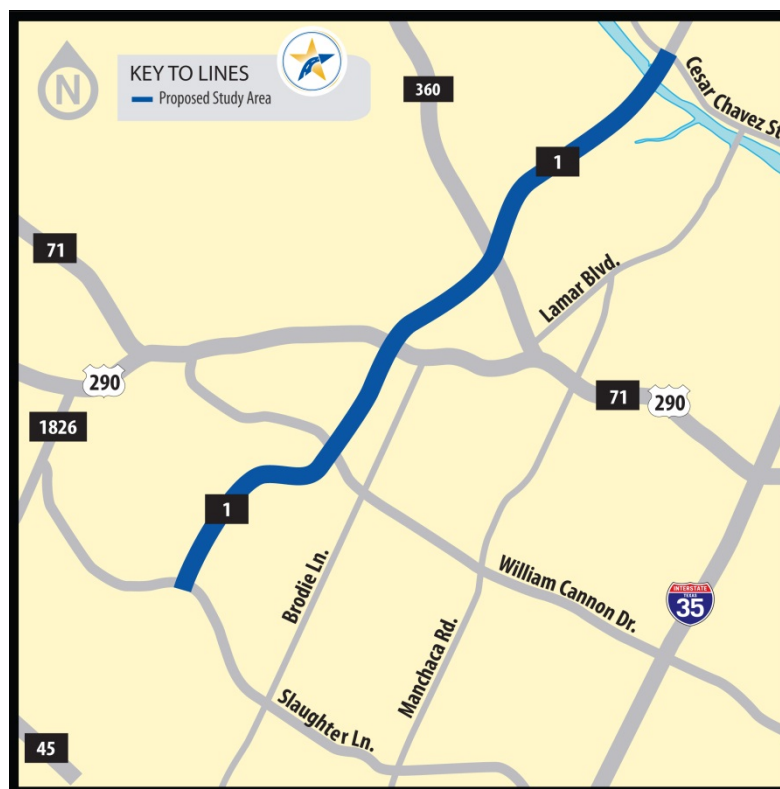 N
KEY TO LINES
Proposed Study Area
360
Cesar Chavez St
1
71
Lamar Blvd.
290
71
290
1826
1
Brodie Ln.
Manchaca Rd.
William Cannon Dr.
INTERSTATE
TEXAS
35
Slaughter Ln.
45